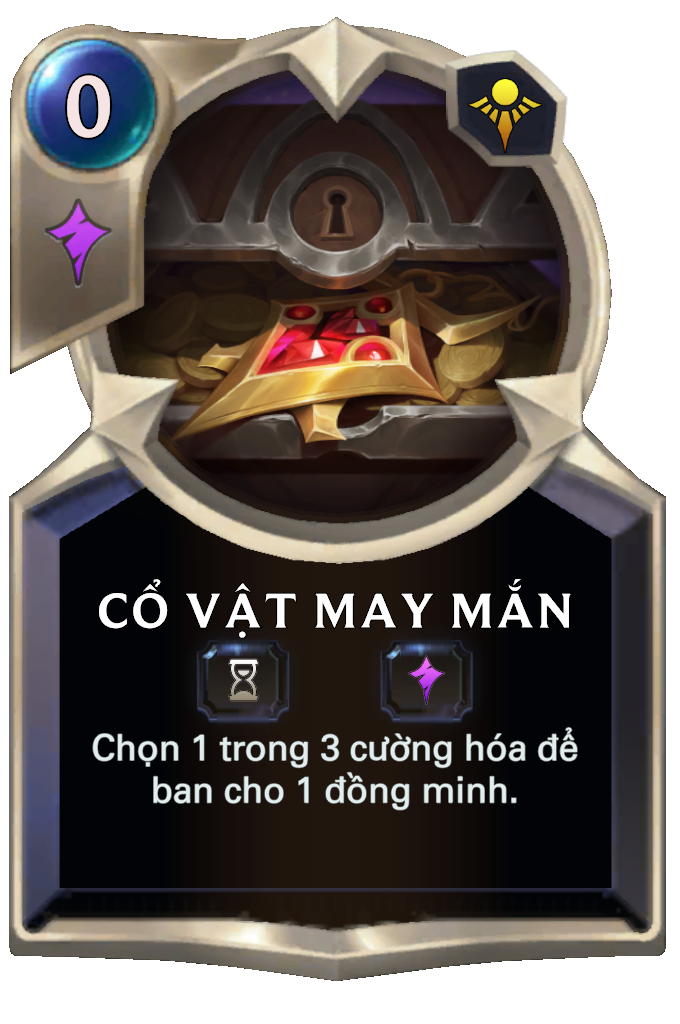 0
CỔ VẬT MAY MẮN
Chọn 1 trong 3 cường hóa để
ban cho 1 đồng minh.